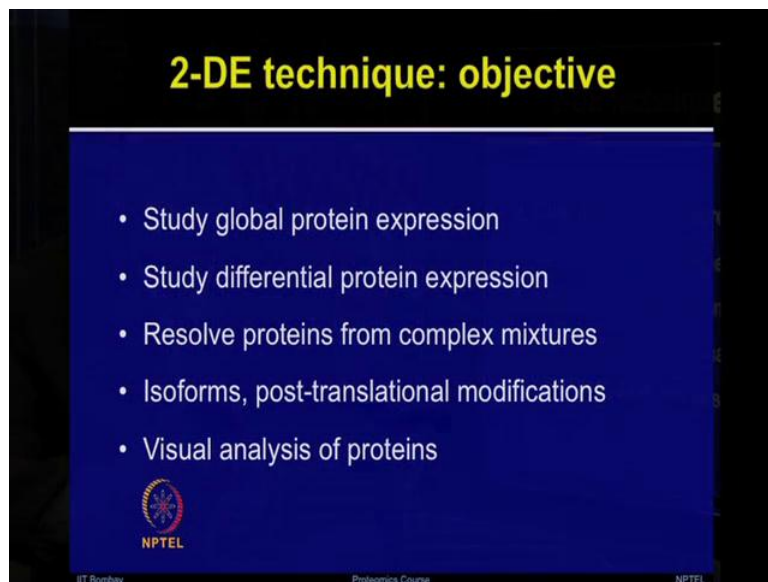 2-DE technique: objective
• Study global protein expression
• Study differential protein expression
• Resolve proteins from complex mixtures
• Isoforms, post-translational modifications
• Visual analysis of proteins
NPTEL
IIT Bombay Proteomics Course NPTEL